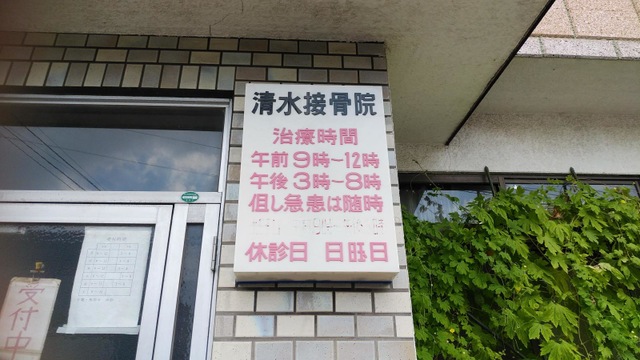 清水接骨院
治療時間
午前9時~12時
午後3時~8時
但し急患は随時
休診日 日曜日
受付中